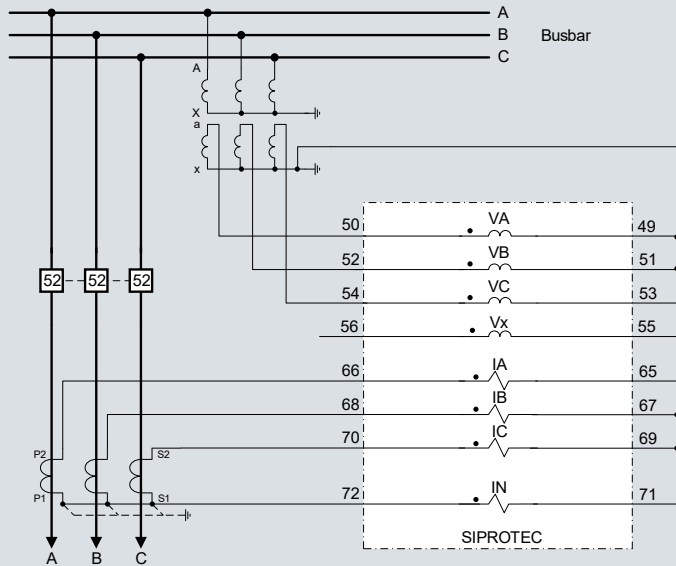 A
B Busbar
C
A
X
a
x
50 VA 49
52 VB 51
52 52 52
54 VC 53
56 Vx 55
66 IA 65
68 IB 67
70 IC 69
P2 S2
P1 S1
72 IN 71
SIPROTEC
A B C